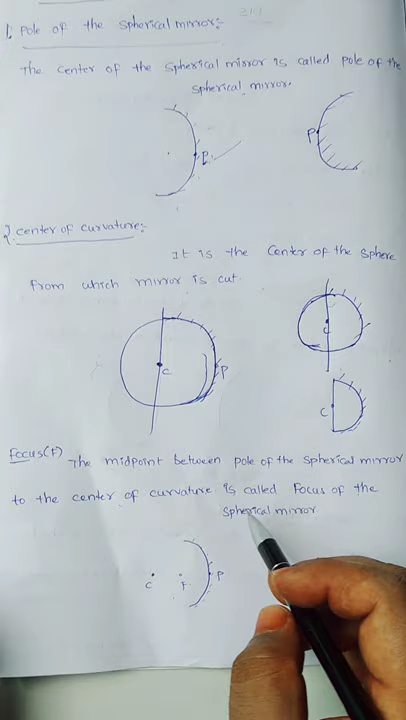 1. Pole of the Spherical mirror:-
The center of the spherical mirror is called pole of the
spherical mirror.
P
P
2. center of curvature:-
It is the center of the sphere
from which mirror is cut.
C
P
C
C
Focus(F)
The midpoint between pole of the spherical mirror
to the center of curvature is called Focus of the
spherical mirror
C
F
P